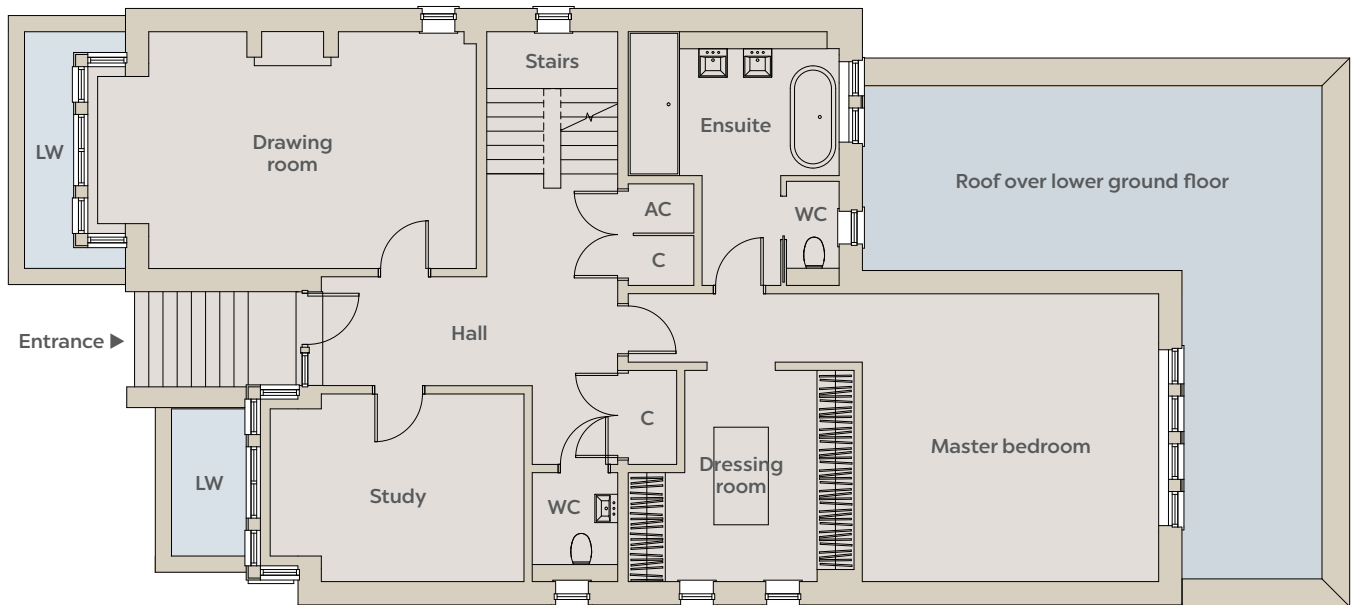 Stairs
Ensuite
Drawing
room
LW
Roof over lower ground floor
AC
WC
C
Hall
Entrance
C
Master bedroom
Dressing
room
LW
Study
WC